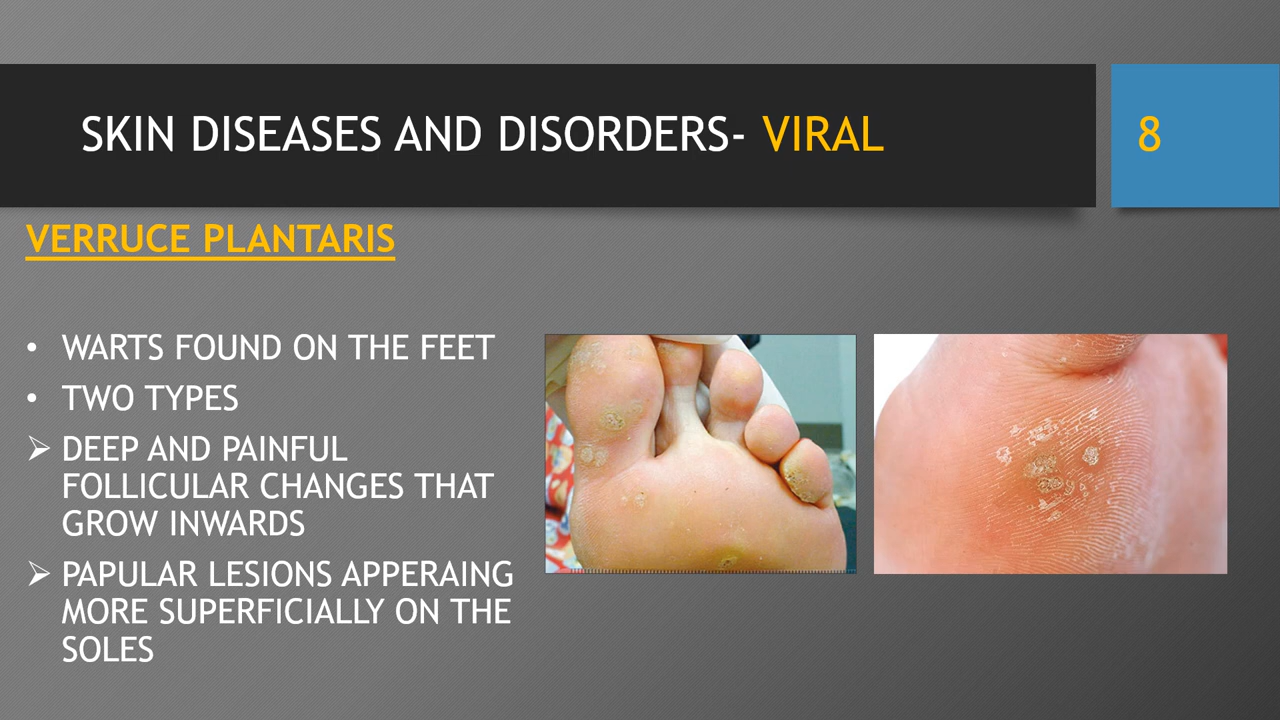 SKIN DISEASES AND DISORDERS- VIRAL
8
VERRUCE PLANTARIS
• WARTS FOUND ON THE FEET
• TWO TYPES
➢ DEEP AND PAINFUL
FOLLICULAR CHANGES THAT
GROW INWARDS
➢ PAPULAR LESIONS APPERAING
MORE SUPERFICIALLY ON THE
SOLES